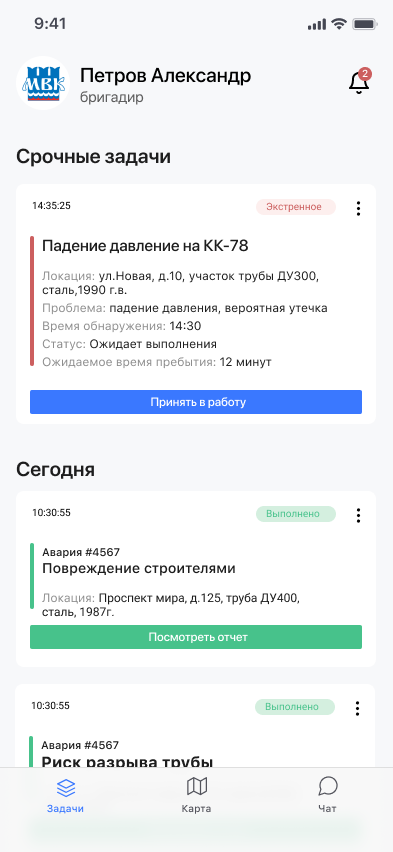 9:41
МВК
Петров Александр
2
бригадир
Срочные задачи
14:35:25
Экстренное
Падение давление на КК-78
Локация: ул.Новая, д.10, участок трубы ДУ300,
сталь,1990 г.в.
Проблема: падение давления, вероятная утечка
Время обнаружения: 14:30
Статус: Ожидает выполнения
Ожидаемое время пребытия: 12 минут
Принять в работу
Сегодня
10:30:55
Выполнено
Авария #4567
Повреждение строителями
Локация: Проспект мира, д.125, труба ДУ400,
сталь, 1987г.
Посмотреть отчет
10:30:55
Выполнено
Авария #4567
Риск разрыва трубы
Задачи
Карта
Чат